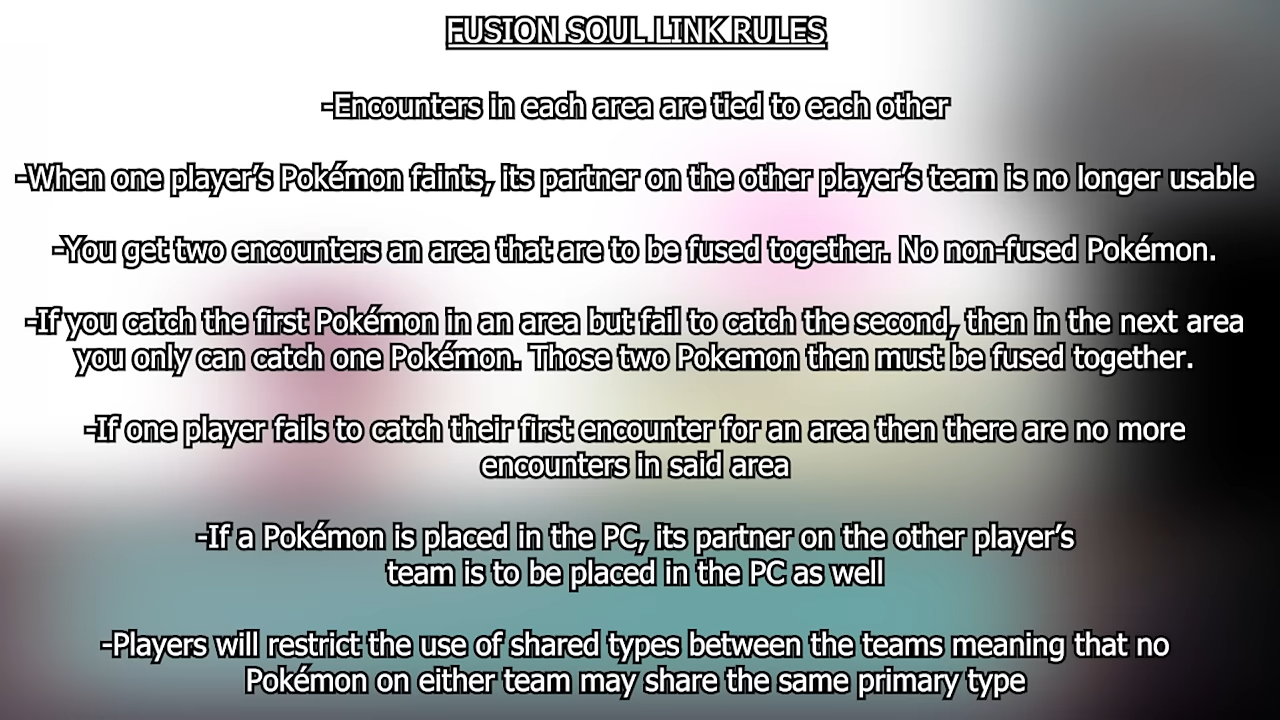 FUSION SOUL LINK RULES
-Encounters in each area are tied to each other
-When one player’s Pokémon faints, its partner on the other player’s team is no longer usable
-You get two encounters an area that are to be fused together. No non-fused Pokémon.
-If you catch the first Pokémon in an area but fail to catch the second, then in the next area
you only can catch one Pokémon. Those two Pokemon then must be fused together.
-If one player fails to catch their first encounter for an area then there are no more
encounters in said area
-If a Pokémon is placed in the PC, its partner on the other player’s
team is to be placed in the PC as well
-Players will restrict the use of shared types between the teams meaning that no
Pokémon on either team may share the same primary type